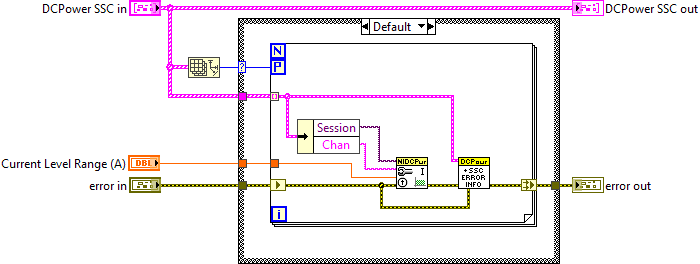 DCPower SSC in
DCPower SSC out
Default
N
P
?
Session
Chan
NIDCPwr
I
DCPowr
+SSC
ERROR
INFO
Current Level Range (A)
DBL
error in
error out
i